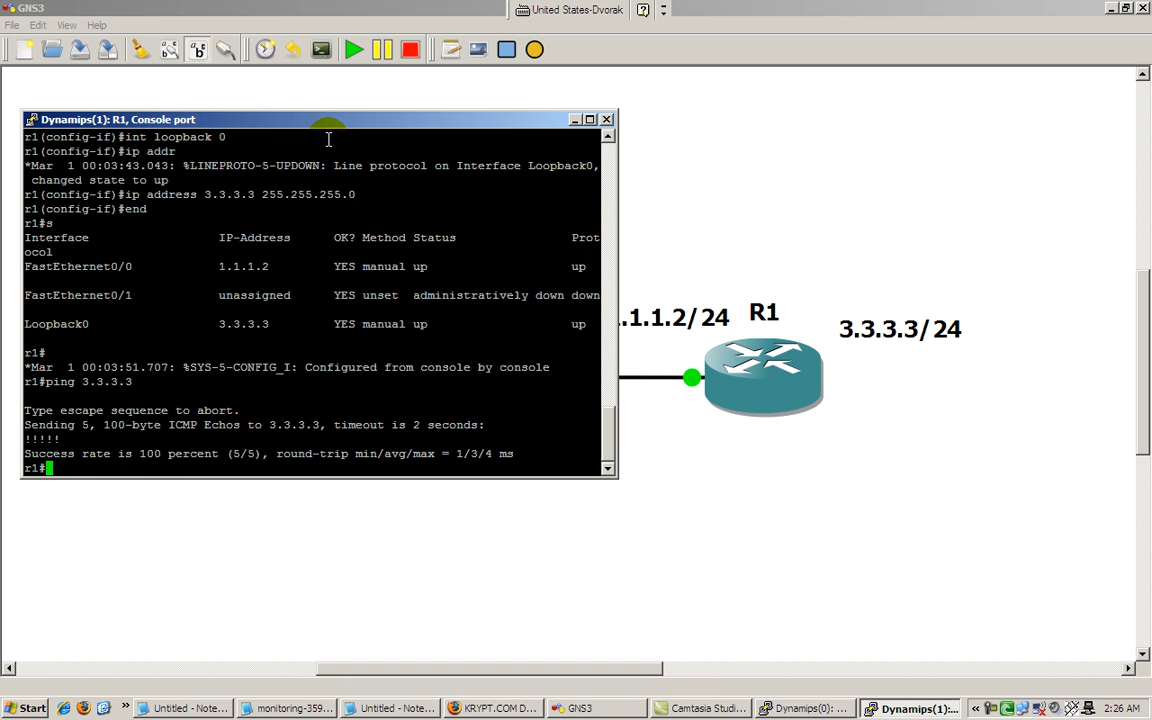 GNS3
United States-Dvorak
File Edit View Help
Dynamips(1): R1, Console port
r1(config-if)#int loopback 0
r1(config-if)#ip addr
*Mar  1 00:03:43.043: %LINEPROTO-5-UPDOWN: Line protocol on Interface Loopback0,
 changed state to up
r1(config-if)#ip address 3.3.3.3 255.255.255.0
r1(config-if)#end
r1#s
Interface                  IP-Address      OK? Method Status                Prot
ocol
FastEthernet0/0            1.1.1.2         YES manual up                    up
FastEthernet0/1            unassigned      YES unset  administratively down down
Loopback0                  3.3.3.3         YES manual up                    up
r1#
*Mar  1 00:03:51.707: %SYS-5-CONFIG_I: Configured from console by console
r1#ping 3.3.3.3
Type escape sequence to abort.
Sending 5, 100-byte ICMP Echos to 3.3.3.3, timeout is 2 seconds:
!!!!!
Success rate is 100 percent (5/5), round-trip min/avg/max = 1/3/4 ms
r1#
.1.1.2/24 R1
3.3.3.3/24
Start Untitled - Note... monitoring-359... Untitled - Note... KRYPT.COM D... GNS3 Camtasia Studi... Dynamips(0): ... Dynamips(1):... 2:26 AM